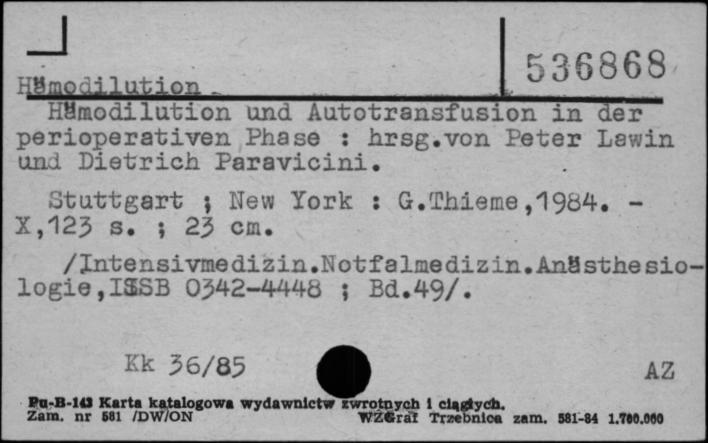 536868
Hämodilution
Hämodilution und Autotransfusion in der
perioperativen Phase : hrsg.von Peter Lawin
und Dietrich Paravicini.
Stuttgart ; New York : G.Thieme,1984. -
X,123 s. ; 23 cm.
/Intensivmedizin.Notfalmedizin.Anästhesio-
logie,ISSB 0342-4448 ; Bd.49/.
Kk 36/85
AZ
Pu-B-143 Karta katalogowa wydawnictw zwrotnych i ciągłych.
Zam. nr 581 /DW/ON WZGraf Trzebnica zam. 581-84 1.700.000